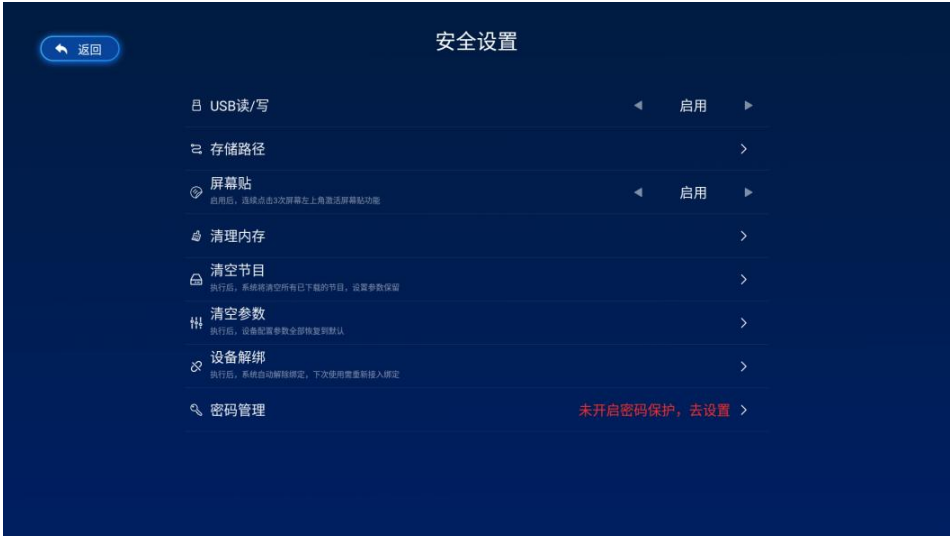 返回
安全设置
USB读/写
启用
存储路径
屏幕贴
启用
启用后，连续点击3次屏幕左上角激活屏幕贴功能
清理内存
清空节目
执行后，系统将清空所有已下载的节目，设置参数保留
清空参数
执行后，设备配置参数全部恢复到默认
设备解绑
执行后，系统自动解除绑定，下次使用需重新接入绑定
密码管理
未开启密码保护，去设置